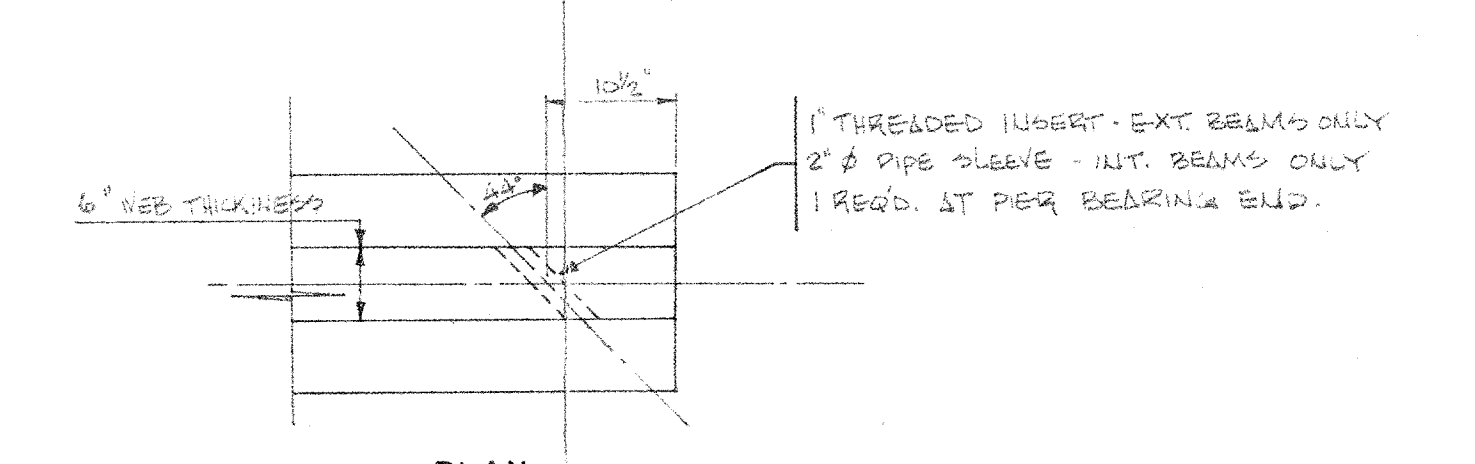 10½"
1" THREADED INSERT - EXT. BEAMS ONLY
2" Ø PIPE SLEEVE - INT. BEAMS ONLY
1 REQ'D. AT PIER BEARING END.
44°
6" WEB THICKNESS
PLAN